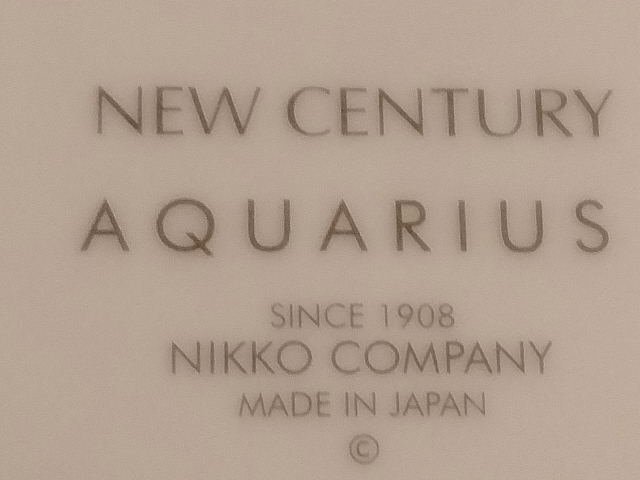 NEW CENTURY
AQUARIUS
SINCE 1908
NIKKO COMPANY
MADE IN JAPAN
©